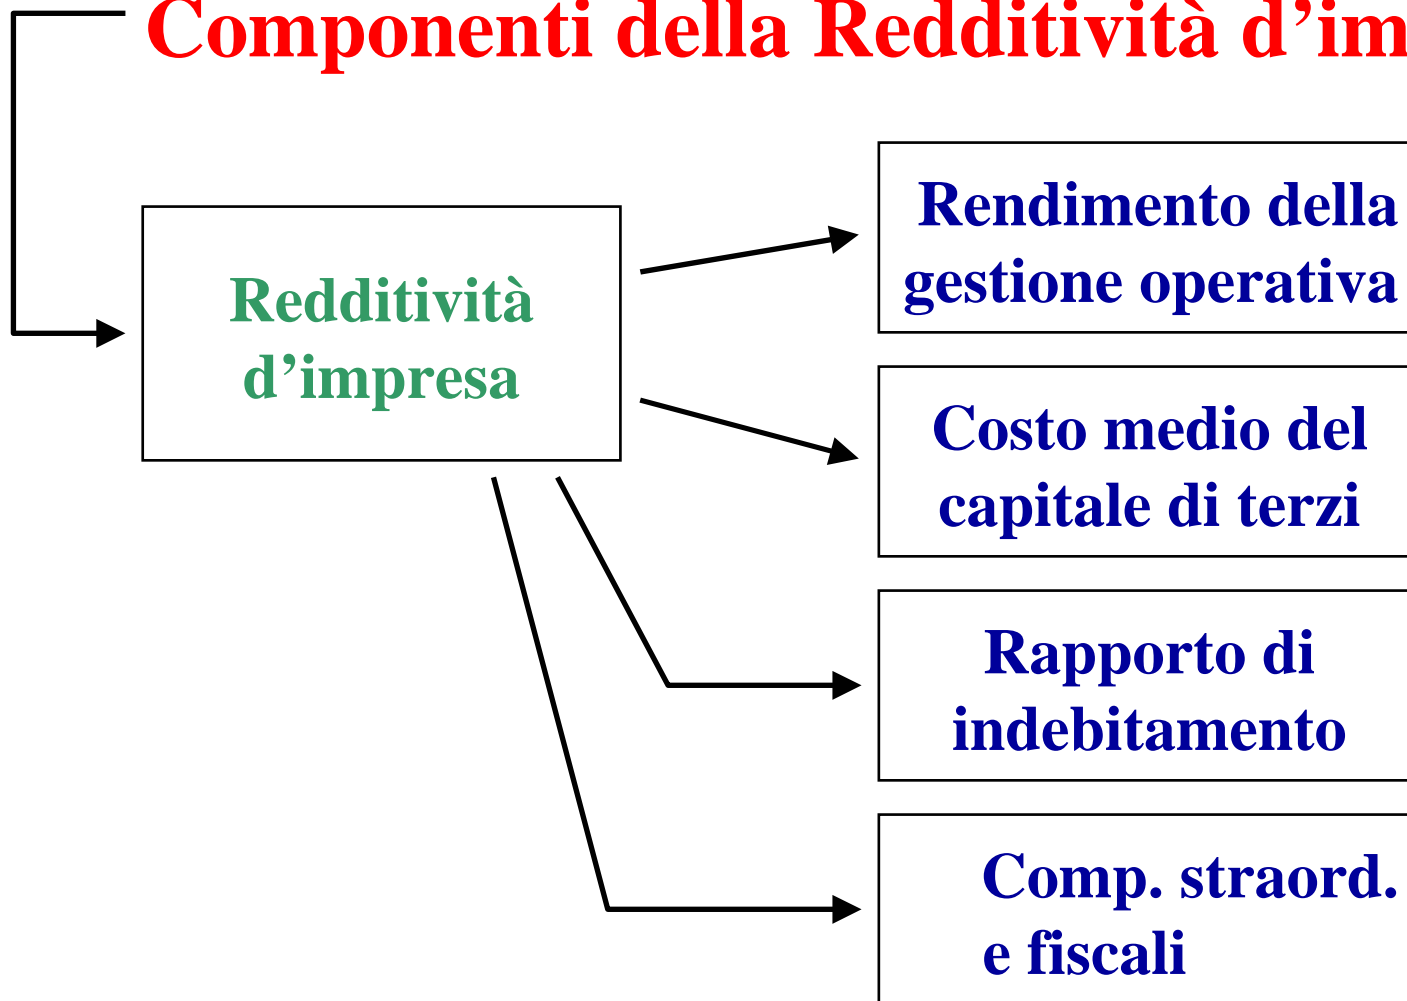 Componenti della Redditività d’im
Rendimento della
gestione operativa
Redditività
d’impresa
Costo medio del
capitale di terzi
Rapporto di
indebitamento
Comp. straord.
e fiscali